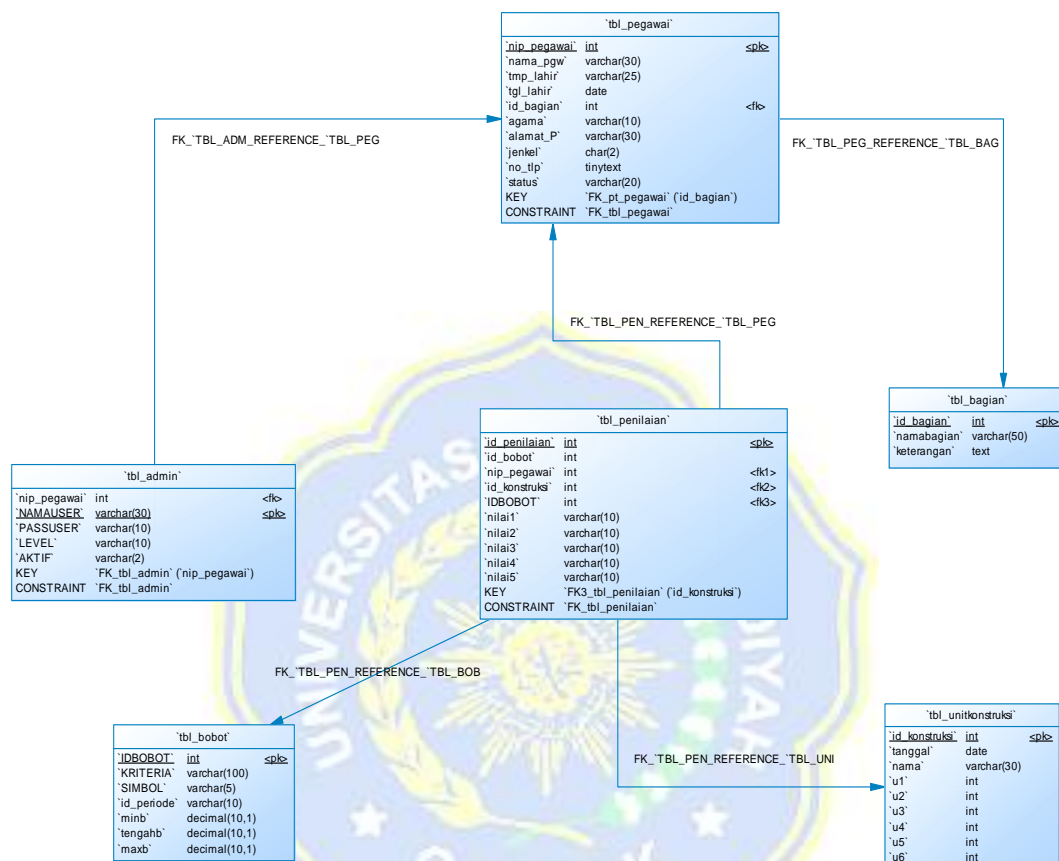 `tbl_pegawai`
`nip_pegawai` int <pk>
`nama_pgw` varchar(30)
`tmp_lahir` varchar(25)
`tgl_lahir` date
`id_bagian` int <fk>
`agama` varchar(10)
`alamat_P` varchar(30)
`jenkel` char(2)
`no_tlp` tinytext
`status` varchar(20)
KEY `FK_pt_pegawai` (`id_bagian`)
CONSTRAINT `FK_tbl_pegawai`
FK_`TBL_ADM_REFERENCE_`TBL_PEG
FK_`TBL_PEG_REFERENCE_`TBL_BAG
FK_`TBL_PEN_REFERENCE_`TBL_PEG
`tbl_bagian`
`id_bagian` int <pk>
`namabagian` varchar(50)
`keterangan` text
`tbl_penilaian`
`id_penilaian` int <pk>
`id_bobot` int
`nip_pegawai` int <fk1>
`id_konstruksi` int <fk2>
`IDBOBOT` int <fk3>
`nilai1` varchar(10)
`nilai2` varchar(10)
`nilai3` varchar(10)
`nilai4` varchar(10)
`nilai5` varchar(10)
KEY `FK3_tbl_penilaian` (`id_konstruksi`)
CONSTRAINT `FK_tbl_penilaian`
`tbl_admin`
`nip_pegawai` int <fk>
`NAMAUSER` varchar(30) <pk>
`PASSUSER` varchar(10)
`LEVEL` varchar(10)
`AKTIF` varchar(2)
KEY `FK_tbl_admin` (`nip_pegawai`)
CONSTRAINT `FK_tbl_admin`
FK_`TBL_PEN_REFERENCE_`TBL_BOB
FK_`TBL_PEN_REFERENCE_`TBL_UNI
`tbl_bobot`
`IDBOBOT` int <pk>
`KRITERIA` varchar(100)
`SIMBOL` varchar(5)
`id_periode` varchar(10)
`minb` decimal(10,1)
`tengahb` decimal(10,1)
`maxb` decimal(10,1)
`tbl_unitkonstruksi`
`id_konstruksi` int <pk>
`tanggal` date
`nama` varchar(30)
`u1` int
`u2` int
`u3` int
`u4` int
`u5` int
`u6` int
UNIVERSITAS
DIYAH